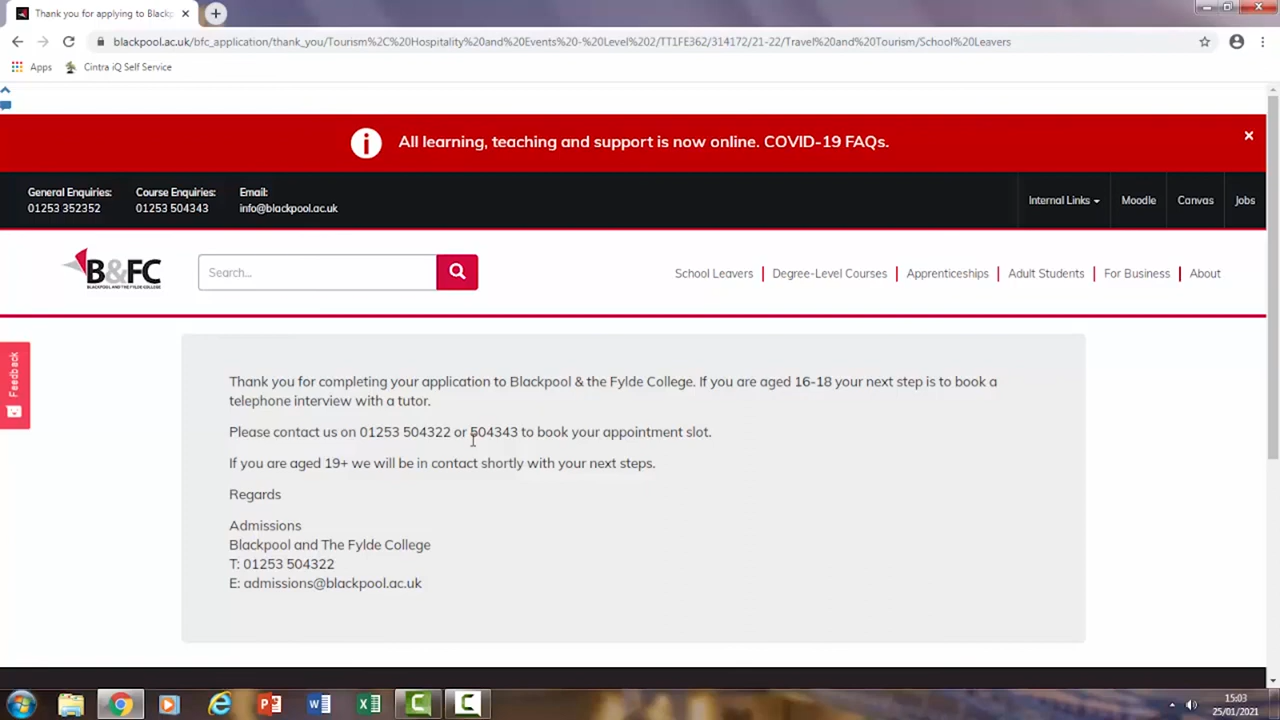 Thank you for applying to Blackp
blackpool.ac.uk/bfc_application/thank_you/Tourism%2C%20Hospitality%20and%20Events%20-%20Level%202/TT1FE362/314172/21-22/Travel%20and%20Tourism/School%20Leavers
Apps Cintra iQ Self Service
All learning, teaching and support is now online. COVID-19 FAQs.
General Enquiries: Course Enquiries: Email:
01253 352352 01253 504343 info@blackpool.ac.uk
Internal Links Moodle Canvas Jobs
B&FC
BLACKPOOL AND THE FYLDE COLLEGE
Search...
School Leavers Degree-Level Courses Apprenticeships Adult Students For Business About
Feedback
Thank you for completing your application to Blackpool & the Fylde College. If you are aged 16-18 your next step is to book a
telephone interview with a tutor.
Please contact us on 01253 504322 or 504343 to book your appointment slot.
If you are aged 19+ we will be in contact shortly with your next steps.
Regards
Admissions
Blackpool and The Fylde College
T: 01253 504322
E: admissions@blackpool.ac.uk
15:03
25/01/2021